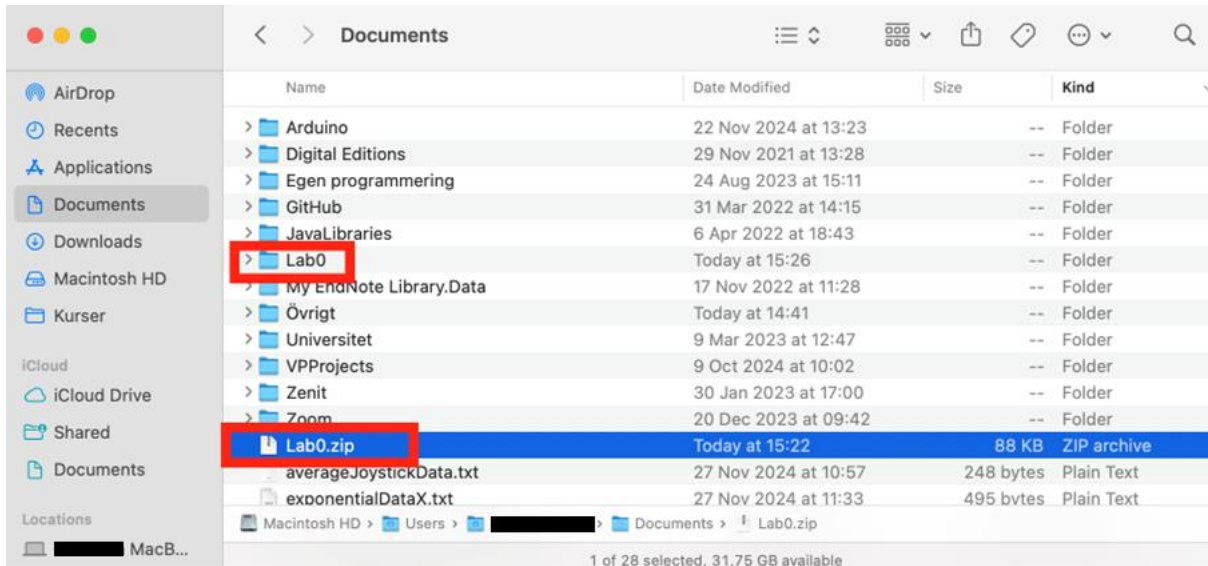 Documents
Name Date Modified Size Kind
AirDrop
Recents
Applications
Documents
Downloads
Macintosh HD
Kurser
iCloud
iCloud Drive
Shared
Documents
Locations
MacB...
Arduino 22 Nov 2024 at 13:23 -- Folder
Digital Editions 29 Nov 2021 at 13:28 -- Folder
Egen programmering 24 Aug 2023 at 15:11 -- Folder
GitHub 31 Mar 2022 at 14:15 -- Folder
JavaLibraries 6 Apr 2022 at 18:43 -- Folder
Lab0 Today at 15:26 -- Folder
My EndNote Library.Data 17 Nov 2022 at 11:28 -- Folder
Övrigt Today at 14:41 -- Folder
Universitet 9 Mar 2023 at 12:47 -- Folder
VPProjects 9 Oct 2024 at 10:02 -- Folder
Zenit 30 Jan 2023 at 17:00 -- Folder
Zoom 20 Dec 2023 at 09:42 -- Folder
Lab0.zip Today at 15:22 88 KB ZIP archive
averageJoystickData.txt 27 Nov 2024 at 10:57 248 bytes Plain Text
exponentialDataX.txt 27 Nov 2024 at 11:33 495 bytes Plain Text
Macintosh HD › Users › › Documents › Lab0.zip
1 of 28 selected, 31.75 GB available